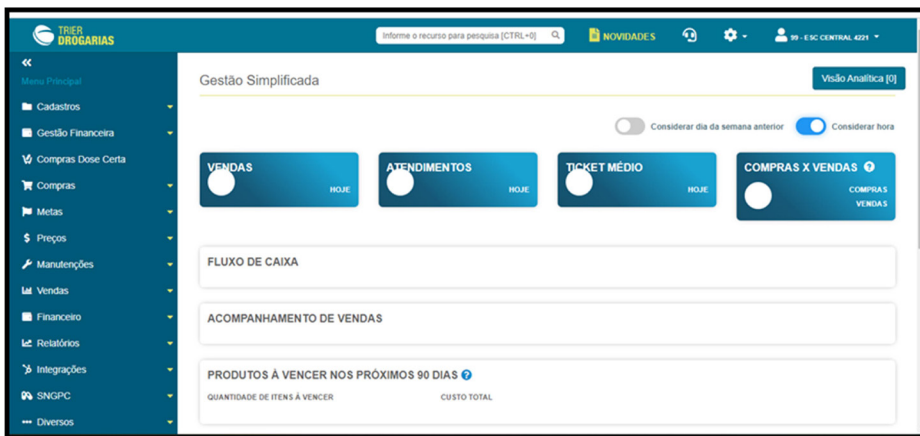 TRIER
DROGARIAS
Informe o recurso para pesquisa [CTRL+0]
NOVIDADES
99 - ESC CENTRAL 4221
Menu Principal
Cadastros
Gestão Financeira
Compras Dose Certa
Compras
Metas
Preços
Manutenções
Vendas
Financeiro
Relatórios
Integrações
SNGPC
Diversos
Gestão Simplificada
Visão Analítica [0]
Considerar dia da semana anterior
Considerar hora
VENDAS
HOJE
ATENDIMENTOS
HOJE
TICKET MÉDIO
HOJE
COMPRAS X VENDAS
COMPRAS
VENDAS
FLUXO DE CAIXA
ACOMPANHAMENTO DE VENDAS
PRODUTOS À VENCER NOS PRÓXIMOS 90 DIAS
QUANTIDADE DE ITENS À VENCER
CUSTO TOTAL